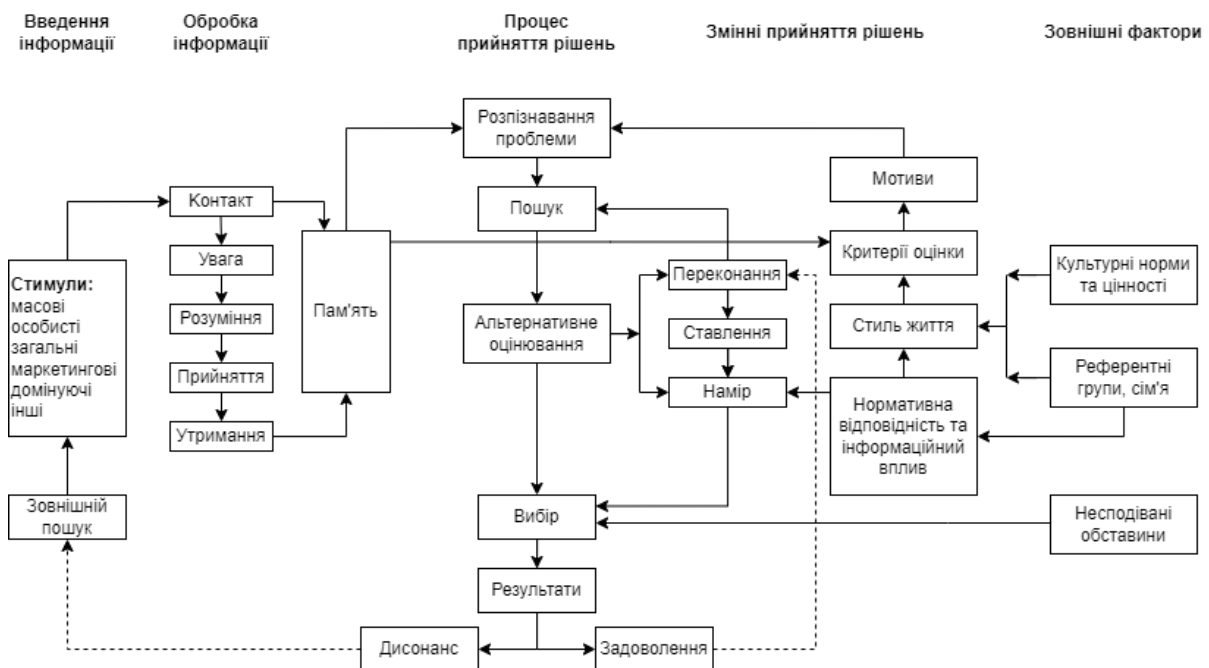 Введення
інформації
Обробка
інформації
Процес
прийняття рішень
Змінні прийняття рішень
Зовнішні фактори
Розпізнавання
проблеми
Мотиви
Контакт
Пошук
Увага
Критерії оцінки
Стимули:
масові
особисті
загальні
маркетингові
домінуючі
інші
Переконання
Культурні норми
та цінності
Розуміння
Пам'ять
Альтернативне
оцінювання
Ставлення
Стиль життя
Прийняття
Намір
Референтні
групи, сім'я
Утримання
Нормативна
відповідність та
інформаційний
вплив
Зовнішній
пошук
Вибір
Несподівані
обставини
Результати
Дисонанс
Задоволення